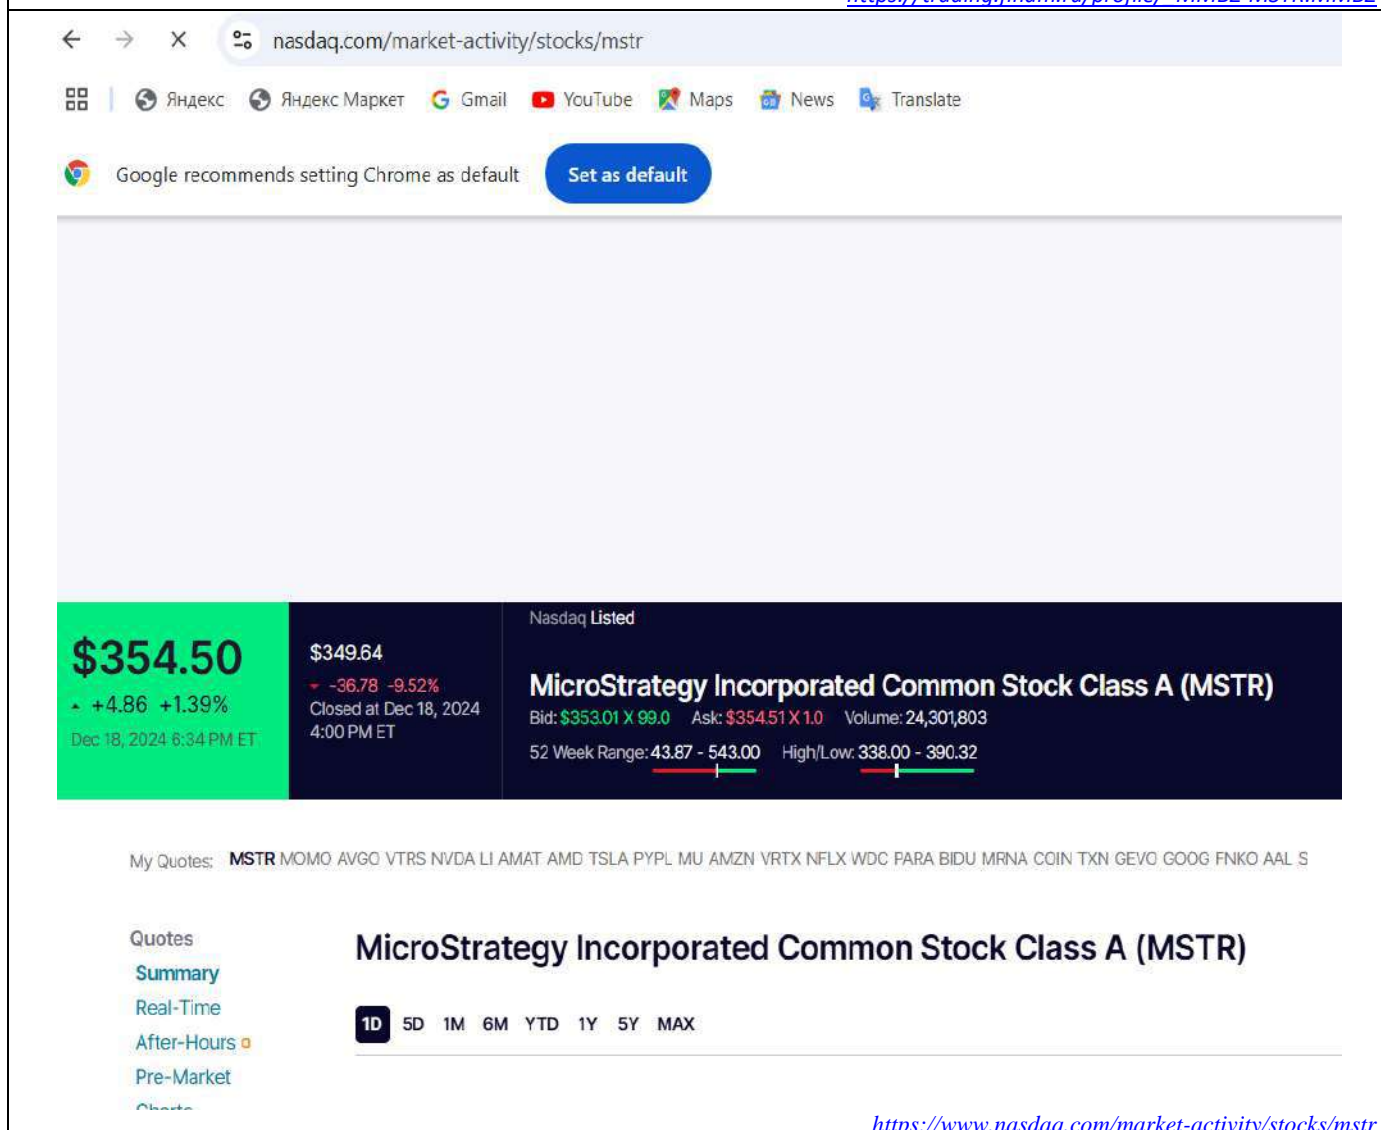 nasdaq.com/market-activity/stocks/mstr
Яндекс Яндекс Маркет Gmail YouTube Maps News Translate
Google recommends setting Chrome as default Set as default
Nasdaq Listed
$354.50
+4.86 +1.39%
Dec 18, 2024 6:34 PM ET
$349.64
-36.78 -9.52%
Closed at Dec 18, 2024
4:00 PM ET
MicroStrategy Incorporated Common Stock Class A (MSTR)
Bid: $353.01 X 99.0 Ask: $354.51 X 1.0 Volume: 24,301,803
52 Week Range: 43.87 - 543.00 High/Low: 338.00 - 390.32
My Quotes: MSTR MOMO AVGO VTRS NVDA LI AMAT AMD TSLA PYPL MU AMZN VRTX NFLX WDC PARA BIDU MRNA COIN TXN GEVO GOOG FNKO AAL S
Quotes
Summary
Real-Time
After-Hours
Pre-Market
Charts
MicroStrategy Incorporated Common Stock Class A (MSTR)
1D 5D 1M 6M YTD 1Y 5Y MAX
https://www.nasdaq.com/market-activity/stocks/mstr